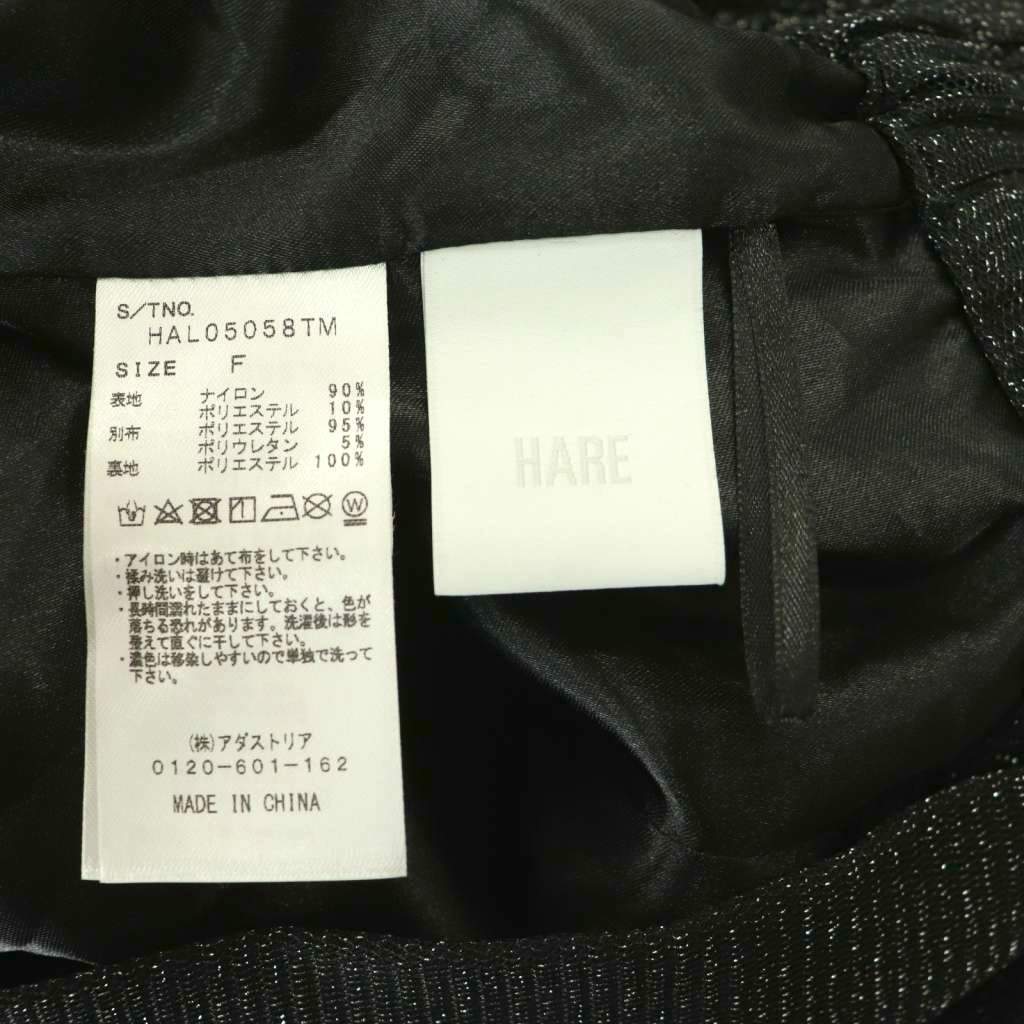 S/TNO.
HAL05058TM
SIZE F
表地 ナイロン 90%
ポリエステル 10%
別布 ポリエステル 95%
ポリウレタン 5%
裏地 ポリエステル 100%
W
・アイロン時はあて布をして下さい。
・揉み洗いは避けて下さい。
・押し洗いをして下さい。
・長時間濡れたままにしておくと、色が
落ちる恐れがあります。洗濯後は形を
整えて直ぐに干して下さい。
・濃色は移染しやすいので単独で洗って
下さい。
(株)アダストリア
0120-601-162
MADE IN CHINA
HARE